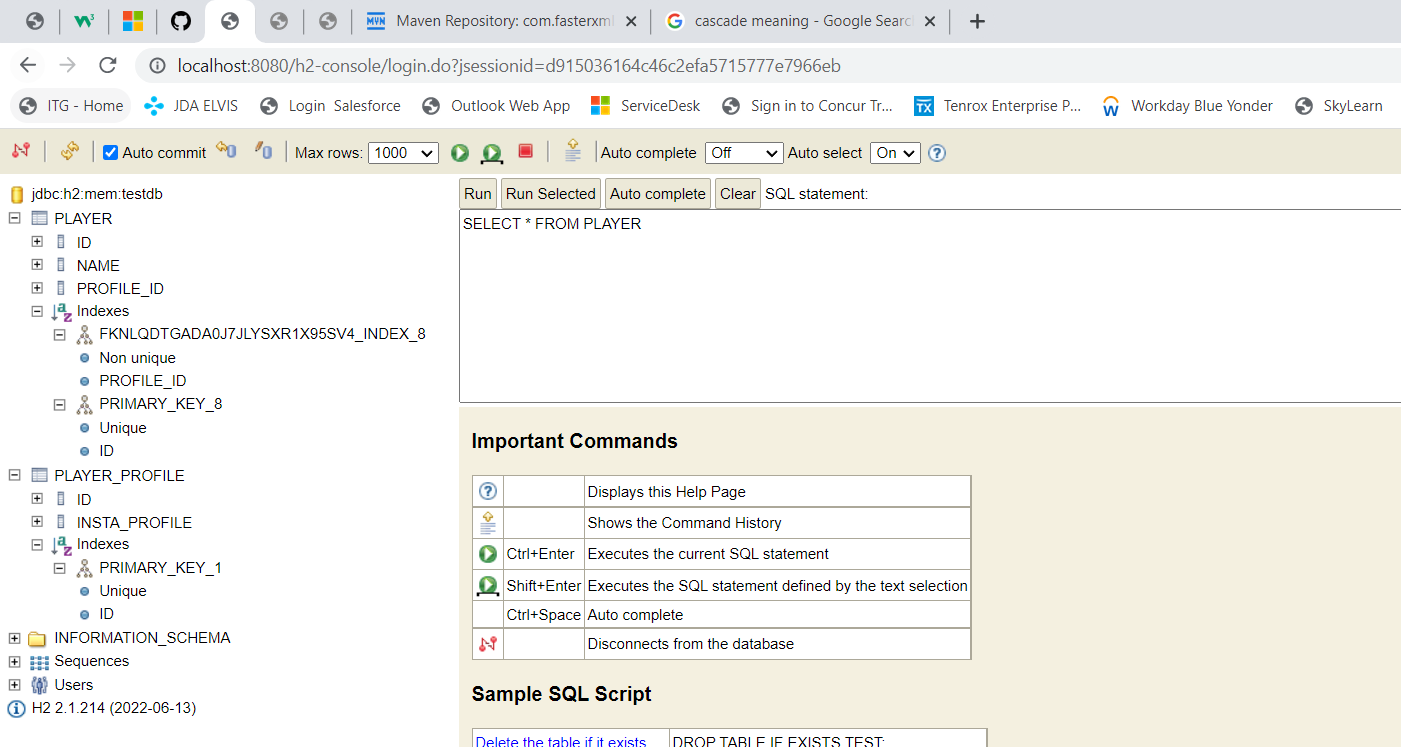 Maven Repository: com.fasterxml
cascade meaning - Google Searc
localhost:8080/h2-console/login.do?jsessionid=d915036164c46c2efa5715777e7966eb
ITG - Home JDA ELVIS Login Salesforce Outlook Web App ServiceDesk Sign in to Concur Tr... TX Tenrox Enterprise P... Workday Blue Yonder SkyLearn
Auto commit Max rows: 1000 Auto complete Off Auto select On
jdbc:h2:mem:testdb
PLAYER
ID
NAME
PROFILE_ID
Indexes
FKNLQDTGADA0J7JLYSXR1X95SV4_INDEX_8
Non unique
PROFILE_ID
PRIMARY_KEY_8
Unique
ID
PLAYER_PROFILE
ID
INSTA_PROFILE
Indexes
PRIMARY_KEY_1
Unique
ID
INFORMATION_SCHEMA
Sequences
Users
H2 2.1.214 (2022-06-13)
Run Run Selected Auto complete Clear SQL statement:
SELECT * FROM PLAYER
Important Commands
Displays this Help Page
Shows the Command History
Ctrl+Enter Executes the current SQL statement
Shift+Enter Executes the SQL statement defined by the text selection
Ctrl+Space Auto complete
Disconnects from the database
Sample SQL Script
Delete the table if it exists DROP TABLE IF EXISTS TEST;